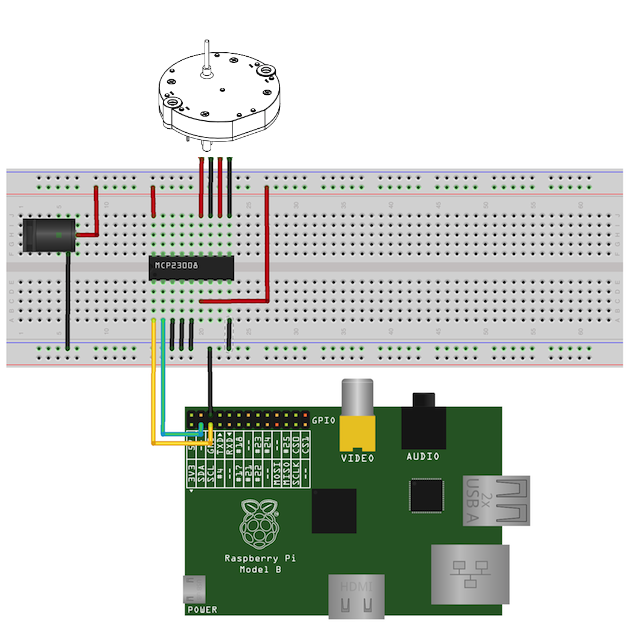 MCP23008
GPIO
TXD
RXD
#18
--
#23
#24
--
#25
CS0
CS1
3V3
SDA
SCL
#4
--
#17
#21
#22
--
MOSI
MISO
SCLK
--
VIDEO
AUDIO
2x
USB A
Raspberry Pi
Model B
HDMI
POWER